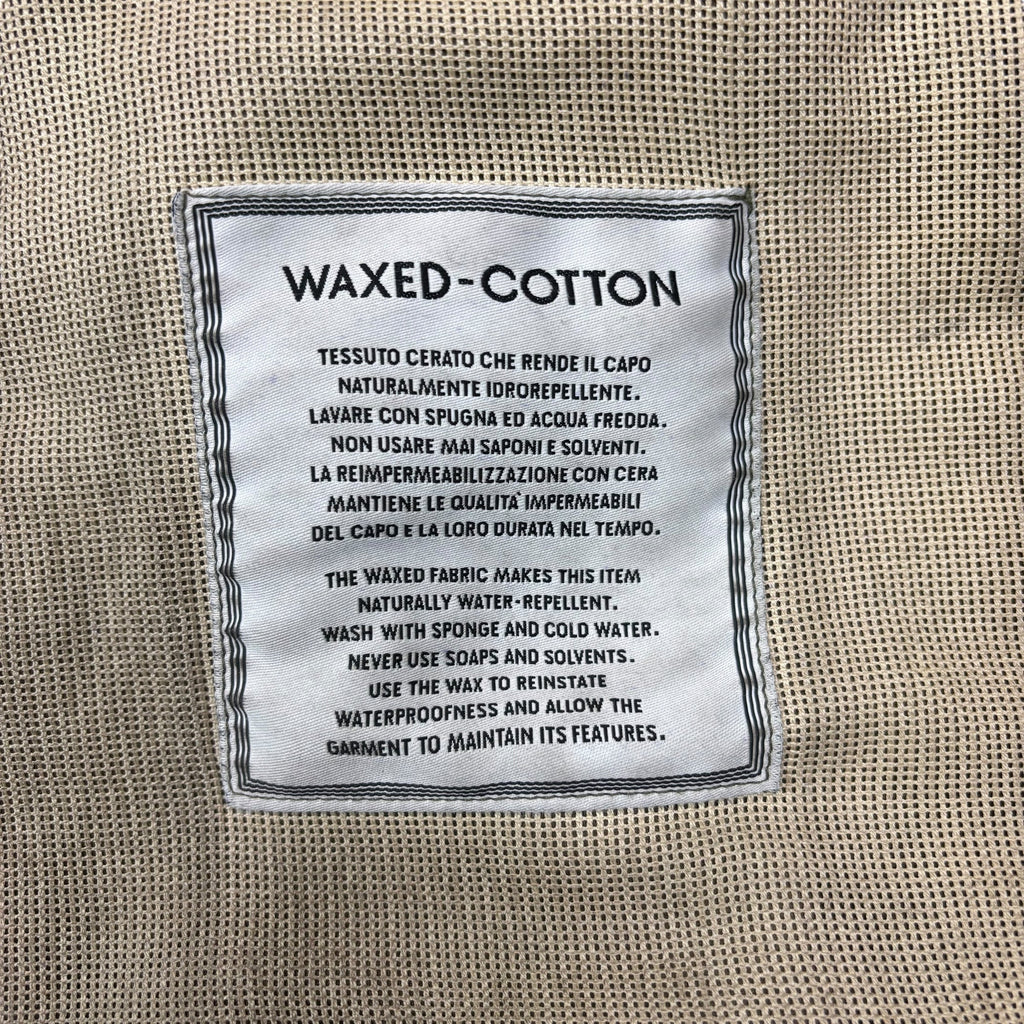 WAXED-COTTON
TESSUTO CERATO CHE RENDE IL CAPO
NATURALMENTE IDROREPELLENTE.
LAVARE CON SPUGNA ED ACQUA FREDDA.
NON USARE MAI SAPONI E SOLVENTI.
LA REIMPERMEABILIZZAZIONE CON CERA
MANTIENE LE QUALITA' IMPERMEABILI
DEL CAPO E LA LORO DURATA NEL TEMPO.
THE WAXED FABRIC MAKES THIS ITEM
NATURALLY WATER-REPELLENT.
WASH WITH SPONGE AND COLD WATER.
NEVER USE SOAPS AND SOLVENTS.
USE THE WAX TO REINSTATE
WATERPROOFNESS AND ALLOW THE
GARMENT TO MAINTAIN ITS FEATURES.